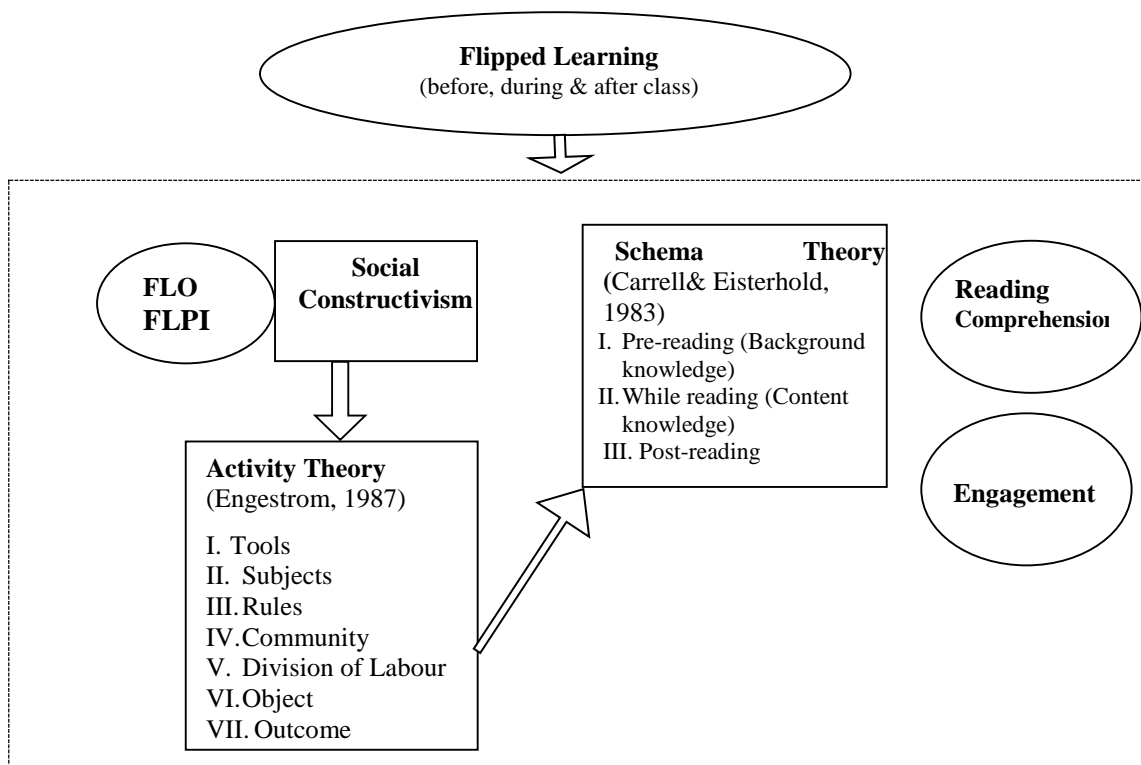 Flipped Learning
(before, during & after class)
FLO
FLPI
Social
Constructivism
Schema Theory
(Carrell& Eisterhold,
1983)
I. Pre-reading (Background
knowledge)
II. While reading (Content
knowledge)
III. Post-reading
Reading
Comprehension
Engagement
Activity Theory
(Engestrom, 1987)
I. Tools
II. Subjects
III. Rules
IV. Community
V. Division of Labour
VI. Object
VII. Outcome